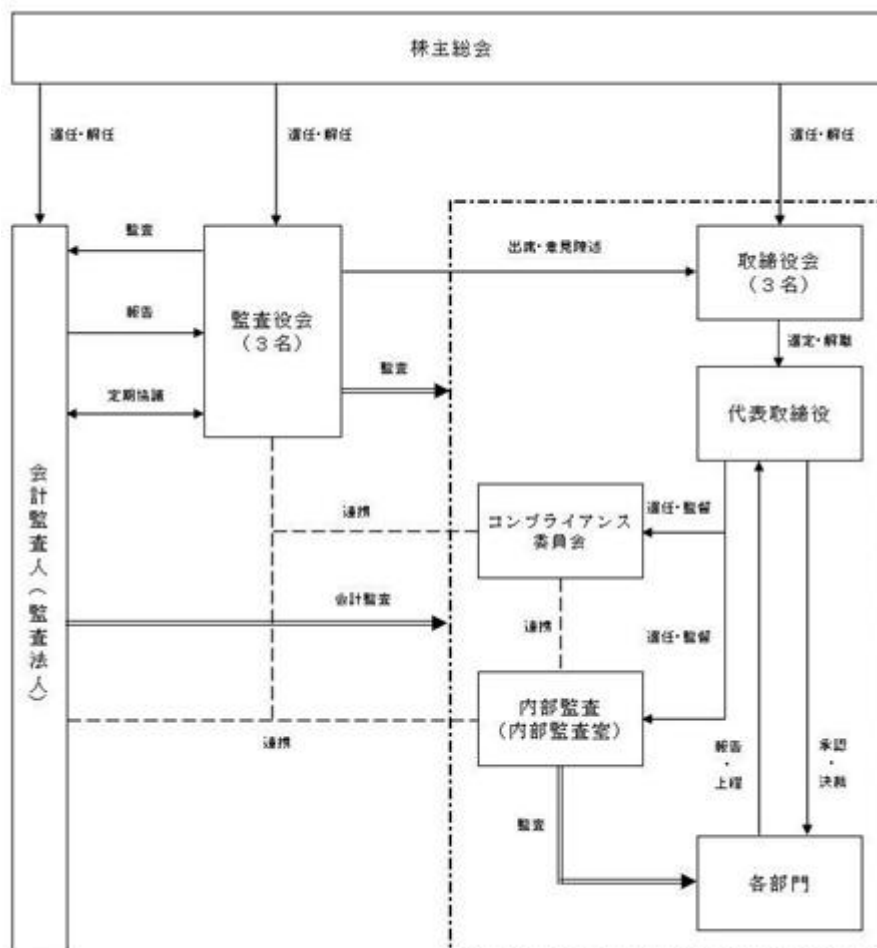 株主総会
選任・解任
選任・解任
選任・解任
監査
出席・意見陳述
取締役会
（３名）
報告
監査役会
（３名）
選定・解職
監査
定期協議
代表取締役
会計監査人（監査法人）
連携
コンプライアンス
委員会
選任・監督
会計監査
連携
選任・監督
内部監査
（内部監査室）
連携
報告・上程
承認・決裁
監査
各部門